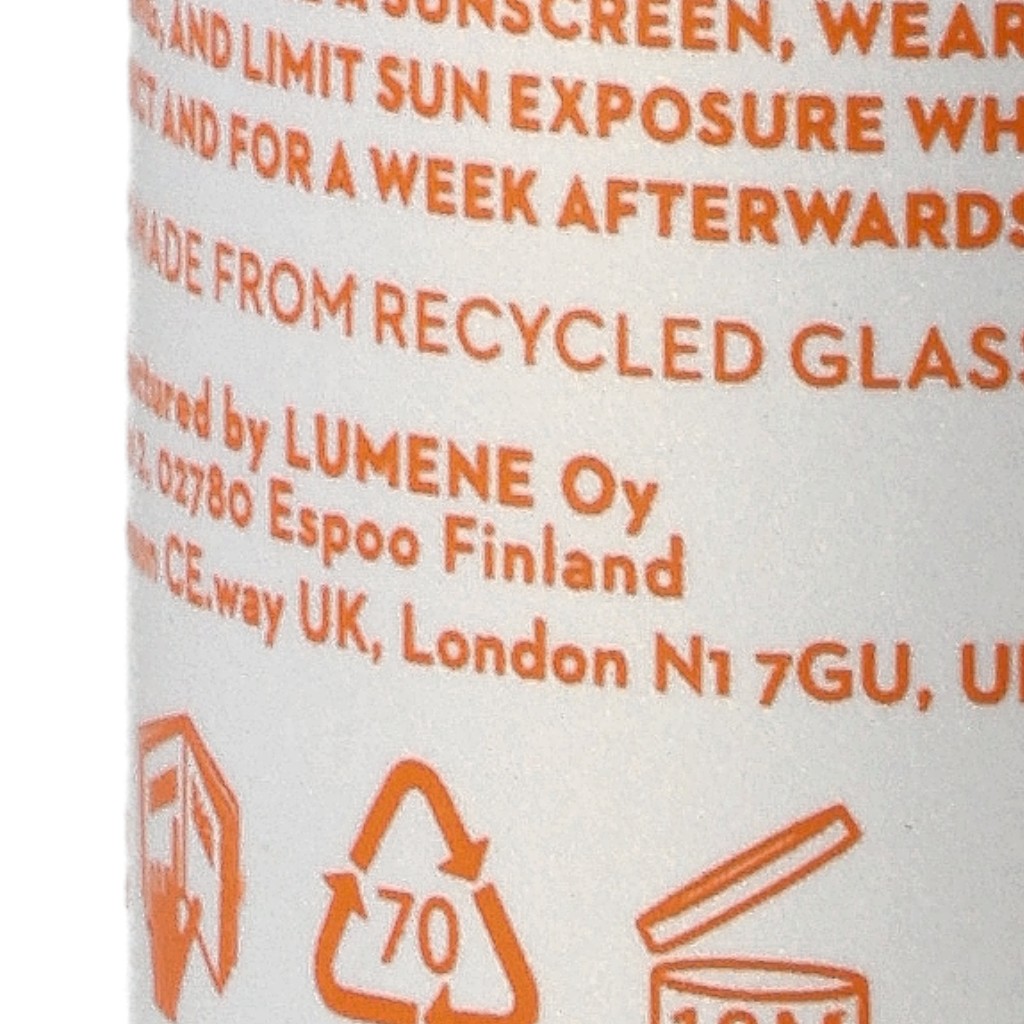 SUNSCREEN, WEAR
AND LIMIT SUN EXPOSURE WH
AND FOR A WEEK AFTERWARDS
MADE FROM RECYCLED GLASS
by LUMENE Oy
02780 Espoo Finland
CE.way UK, London N1 7GU, U
70